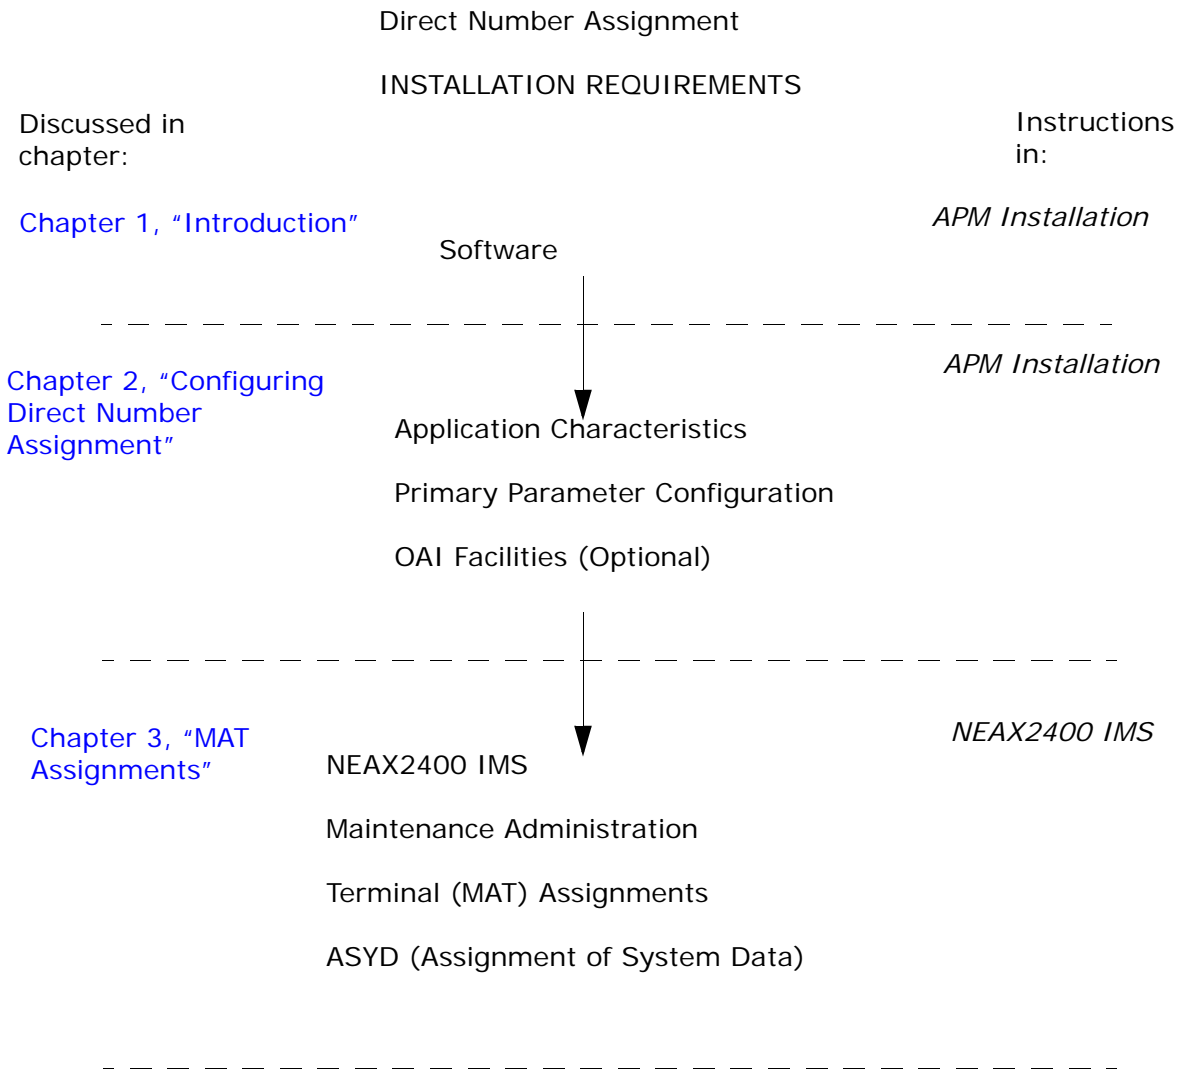 Direct Number Assignment
INSTALLATION REQUIREMENTS
Discussed in
chapter:
Instructions
in:
Chapter 1, “Introduction”
APM Installation
Software
APM Installation
Chapter 2, “Configuring
Direct Number
Assignment”
Application Characteristics
Primary Parameter Configuration
OAI Facilities (Optional)
Chapter 3, “MAT
Assignments”
NEAX2400 IMS
NEAX2400 IMS
Maintenance Administration
Terminal (MAT) Assignments
ASYD (Assignment of System Data)